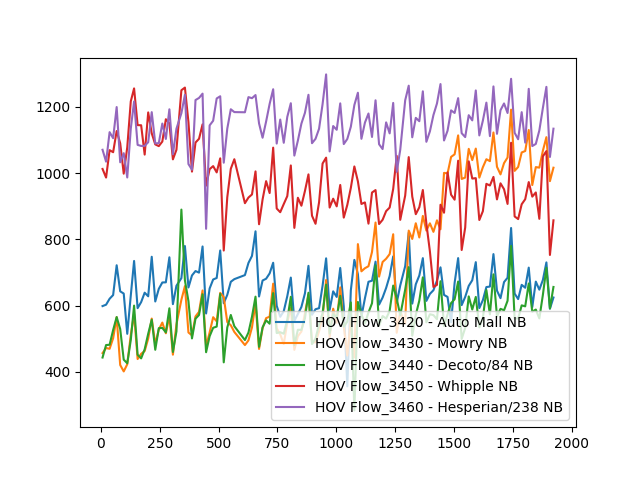 1200
1000
800
600
400
HOV Flow_3420 - Auto Mall NB
HOV Flow_3430 - Mowry NB
HOV Flow_3440 - Decoto/84 NB
HOV Flow_3450 - Whipple NB
HOV Flow_3460 - Hesperian/238 NB
0 250 500 750 1000 1250 1500 1750 2000